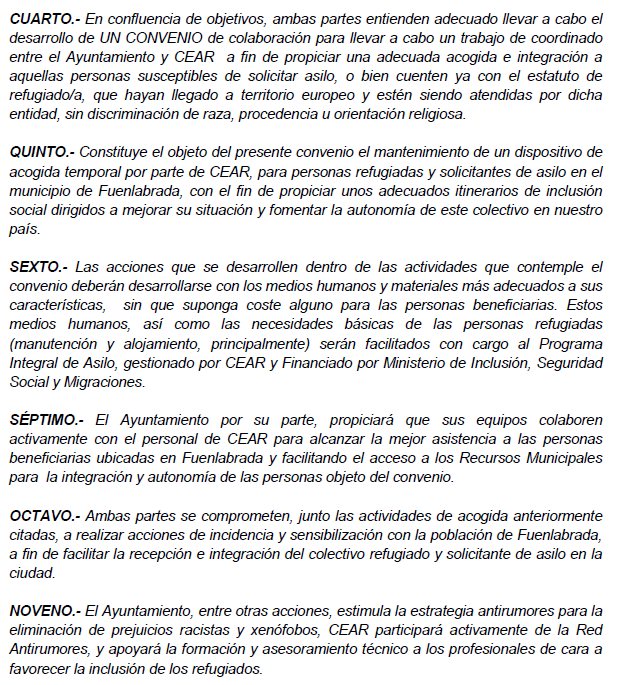 CUARTO.- En confluencia de objetivos, ambas partes entienden adecuado llevar a cabo el
desarrollo de UN CONVENIO de colaboración para llevar a cabo un trabajo de coordinado
entre el Ayuntamiento y CEAR a fin de propiciar una adecuada acogida e integración a
aquellas personas susceptibles de solicitar asilo, o bien cuenten ya con el estatuto de
refugiado/a, que hayan llegado a territorio europeo y estén siendo atendidas por dicha
entidad, sin discriminación de raza, procedencia u orientación religiosa.
QUINTO.- Constituye el objeto del presente convenio el mantenimiento de un dispositivo de
acogida temporal por parte de CEAR, para personas refugiadas y solicitantes de asilo en el
municipio de Fuenlabrada, con el fin de propiciar unos adecuados itinerarios de inclusión
social dirigidos a mejorar su situación y fomentar la autonomía de este colectivo en nuestro
país.
SEXTO.- Las acciones que se desarrollen dentro de las actividades que contemple el
convenio deberán desarrollarse con los medios humanos y materiales más adecuados a sus
características, sin que suponga coste alguno para las personas beneficiarias. Estos
medios humanos, así como las necesidades básicas de las personas refugiadas
(manutención y alojamiento, principalmente) serán facilitados con cargo al Programa
Integral de Asilo, gestionado por CEAR y Financiado por Ministerio de Inclusión, Seguridad
Social y Migraciones.
SÉPTIMO.- El Ayuntamiento por su parte, propiciará que sus equipos colaboren
activamente con el personal de CEAR para alcanzar la mejor asistencia a las personas
beneficiarias ubicadas en Fuenlabrada y facilitando el acceso a los Recursos Municipales
para la integración y autonomía de las personas objeto del convenio.
OCTAVO.- Ambas partes se comprometen, junto las actividades de acogida anteriormente
citadas, a realizar acciones de incidencia y sensibilización con la población de Fuenlabrada,
a fin de facilitar la recepción e integración del colectivo refugiado y solicitante de asilo en la
ciudad.
NOVENO.- El Ayuntamiento, entre otras acciones, estimula la estrategia antirumores para la
eliminación de prejuicios racistas y xenófobos, CEAR participará activamente de la Red
Antirumores, y apoyará la formación y asesoramiento técnico a los profesionales de cara a
favorecer la inclusión de los refugiados.